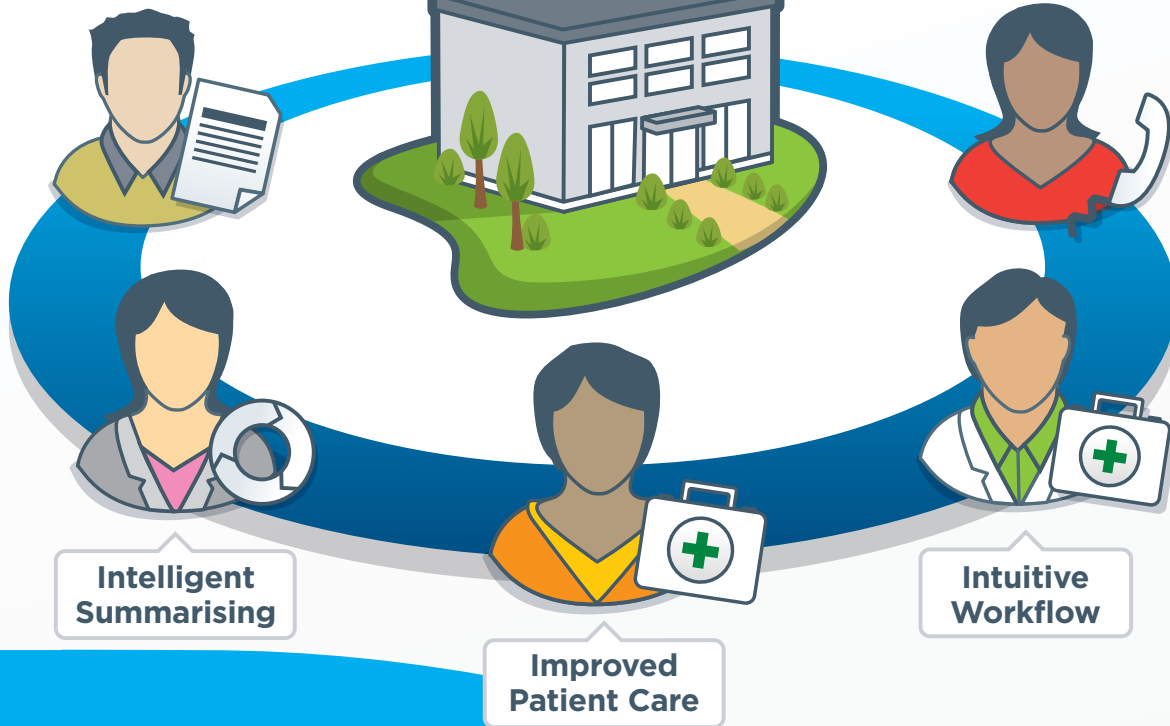 Intelligent
Summarising
Improved
Patient Care
Intuitive
Workflow